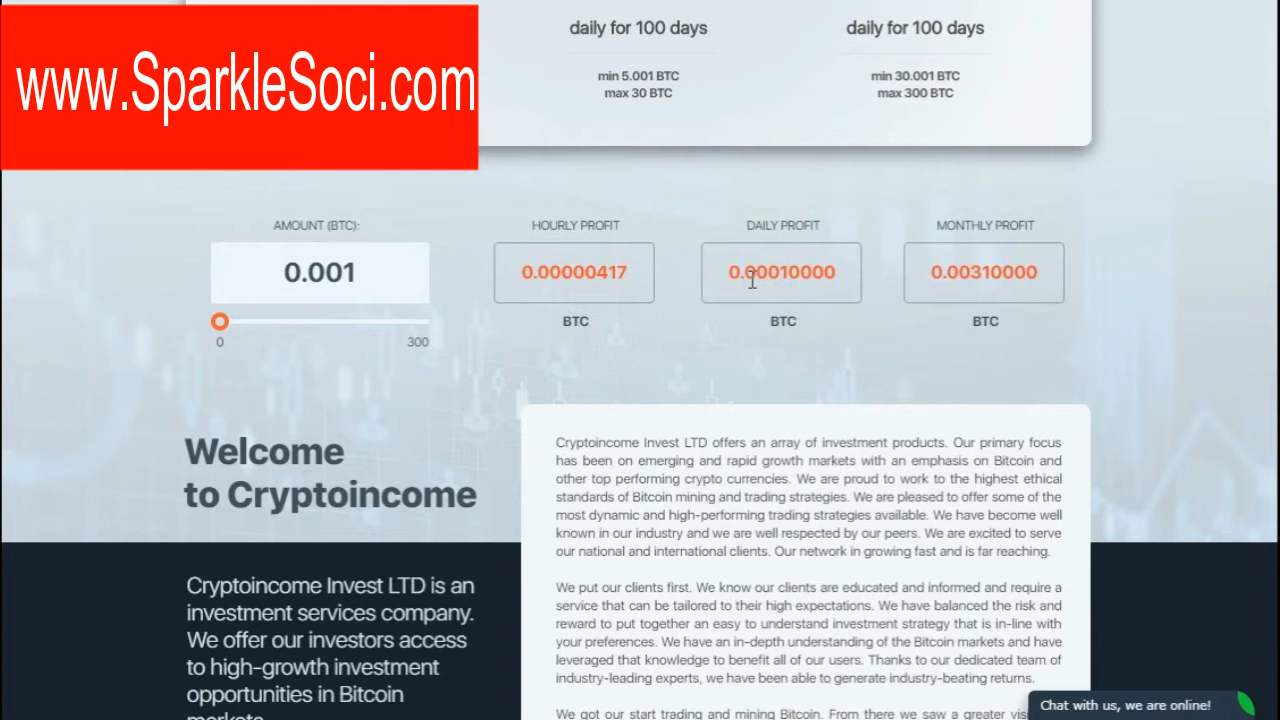 www.SparkleSoci.com
daily for 100 days
daily for 100 days
min 5.001 BTC
max 30 BTC
min 30.001 BTC
max 300 BTC
AMOUNT (BTC):
HOURLY PROFIT
DAILY PROFIT
MONTHLY PROFIT
0.001
0.00000417
0.00010000
0.00310000
BTC
BTC
BTC
0
300
Welcome
to Cryptoincome
Cryptoincome Invest LTD is an
investment services company.
We offer our investors access
to high-growth investment
opportunities in Bitcoin
markets.
Cryptoincome Invest LTD offers an array of investment products. Our primary focus
has been on emerging and rapid growth markets with an emphasis on Bitcoin and
other top performing crypto currencies. We are proud to work to the highest ethical
standards of Bitcoin mining and trading strategies. We are pleased to offer some of the
most dynamic and high-performing trading strategies available. We have become well
known in our industry and we are well respected by our peers. We are excited to serve
our national and international clients. Our network in growing fast and is far reaching.
We put our clients first. We know our clients are educated and informed and require a
service that can be tailored to their high expectations. We have balanced the risk and
reward to put together an easy to understand investment strategy that is in-line with
your preferences. We have an in-depth understanding of the Bitcoin markets and have
leveraged that knowledge to benefit all of our users. Thanks to our dedicated team of
industry-leading experts, we have been able to generate industry-beating returns.
We got our start trading and mining Bitcoin. From there we saw a greater
Chat with us, we are online!